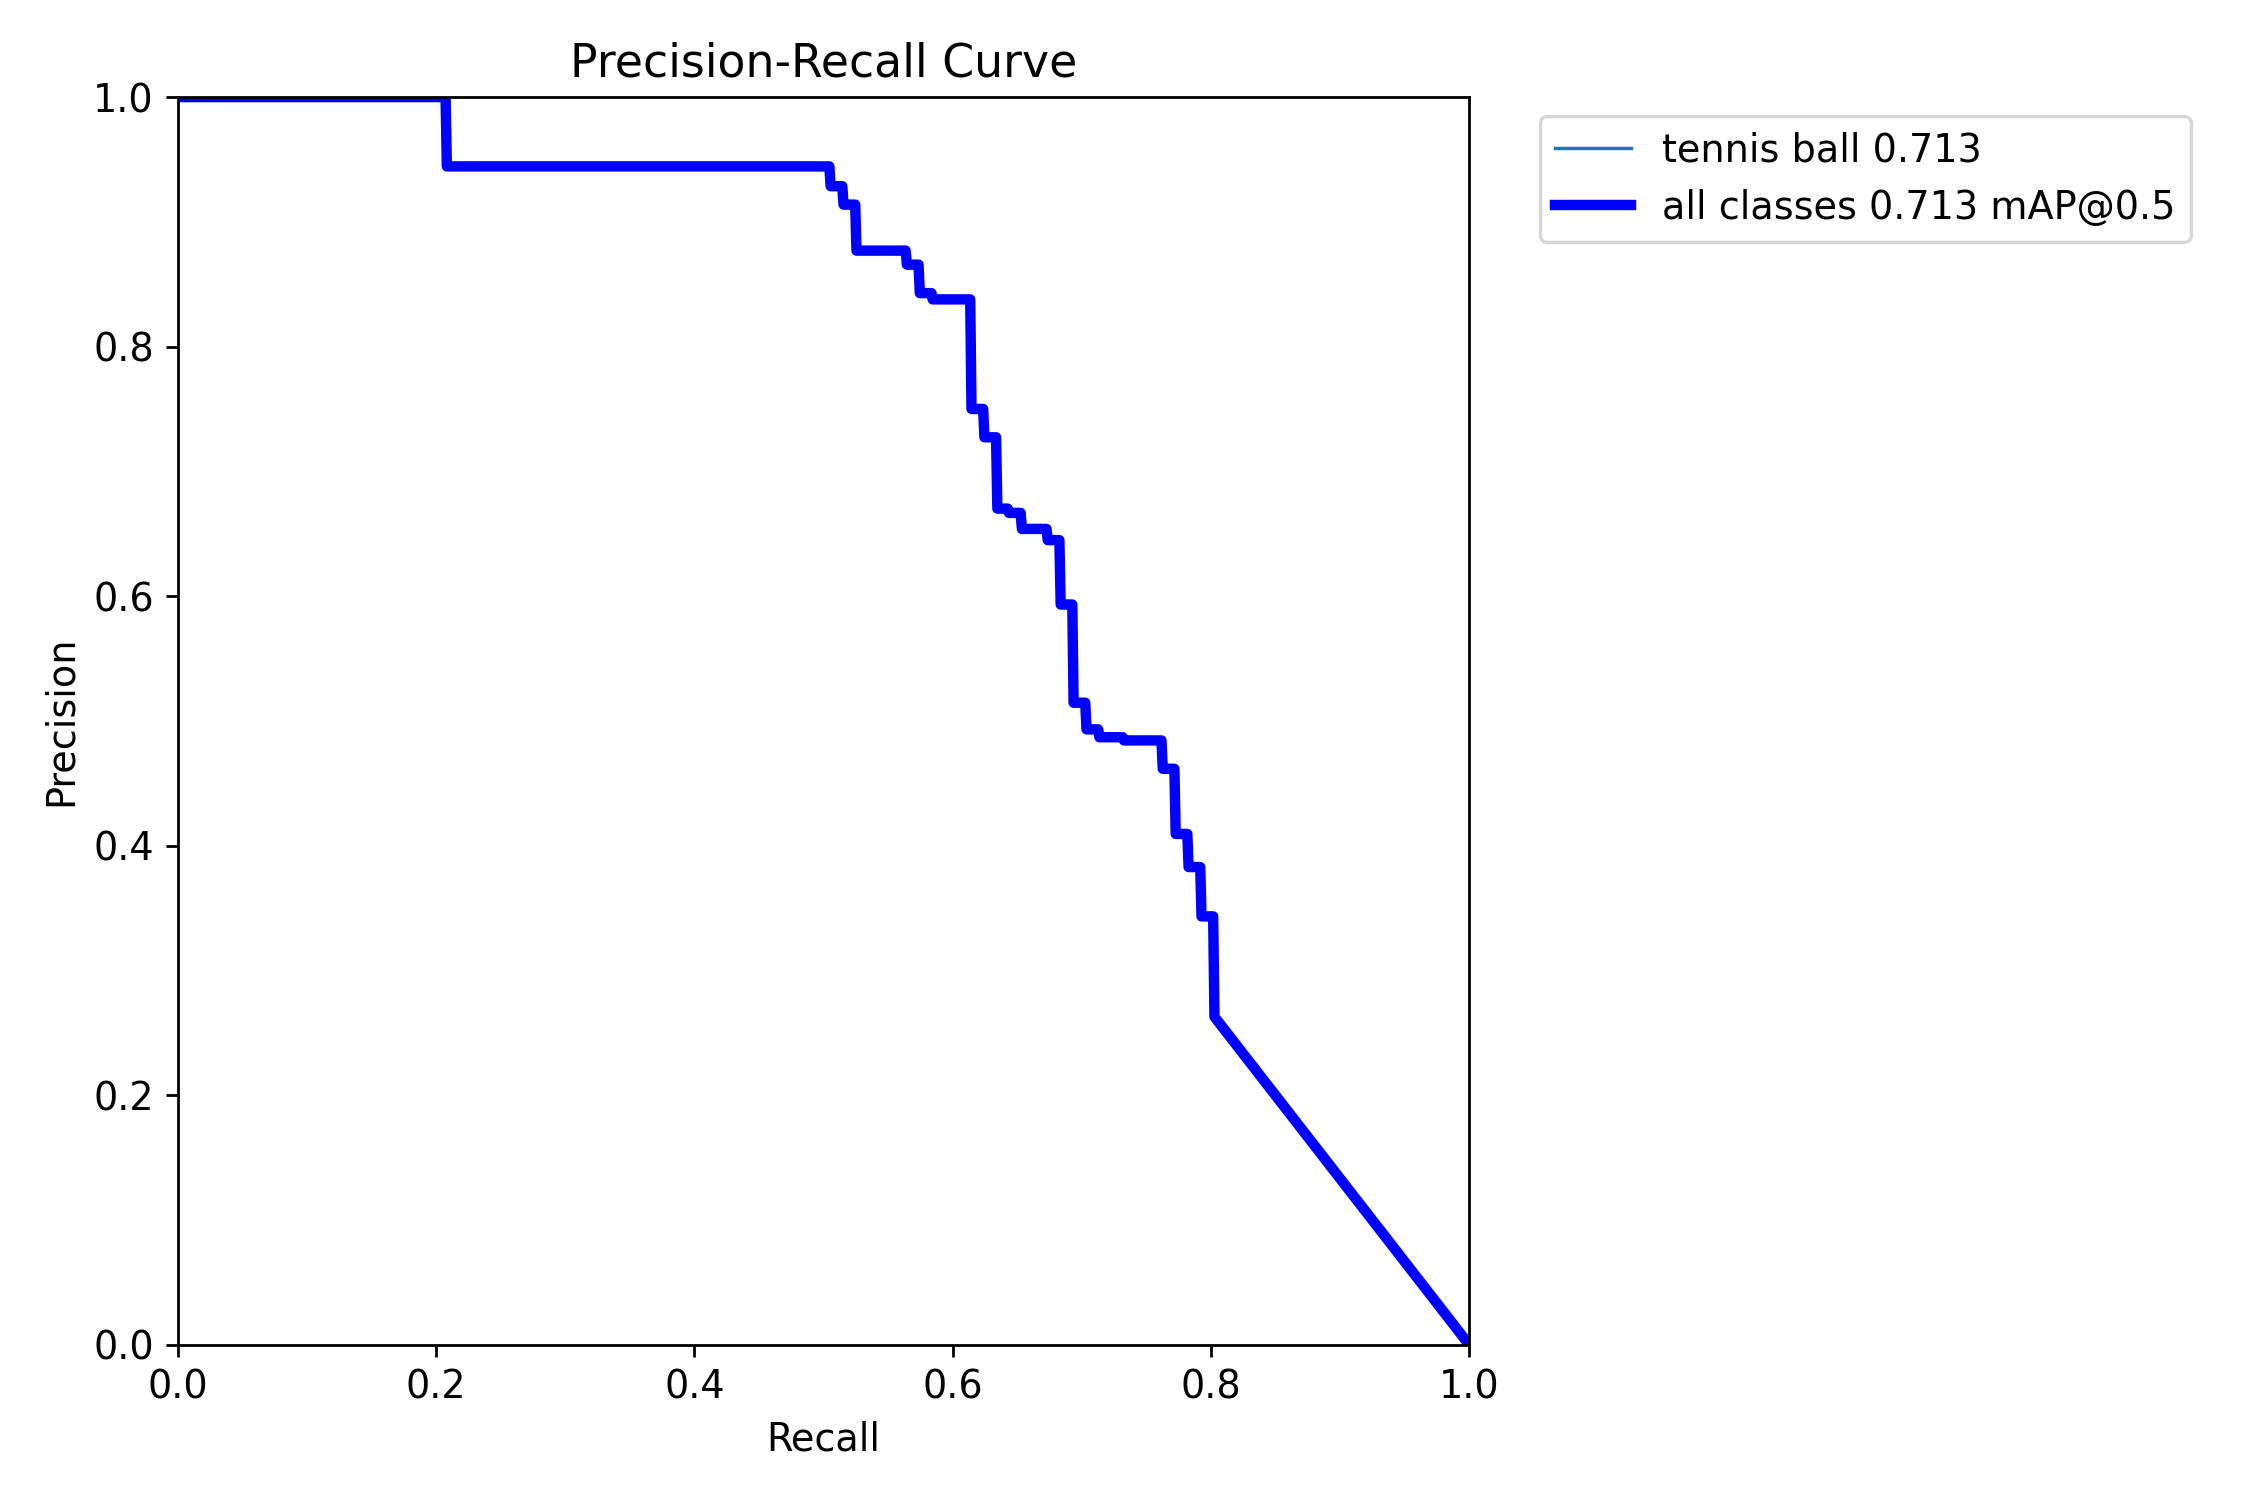 Precision-Recall Curve
1.0
0.8
0.6
0.4
0.2
0.0
Precision
0.0 0.2 0.4 0.6 0.8 1.0
Recall
tennis ball 0.713
all classes 0.713 mAP@0.5